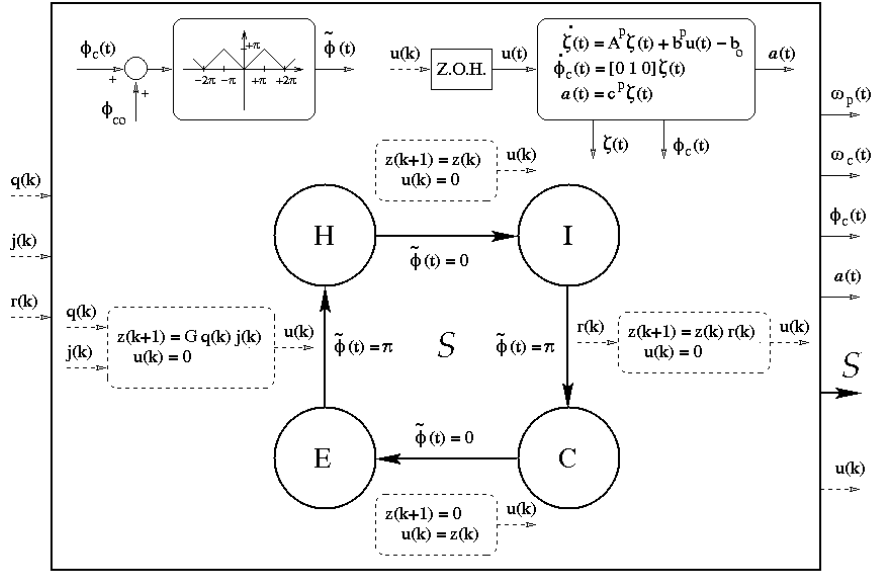 ϕc(t)
+
+
ϕco
+π
−2π −π +π +2π
ϕ̃(t)
u(k)
Z.O.H.
u(t)
ζ̇(t) = A^p ζ(t) + b^p u(t) − b_o
ϕ̇c(t) = [0 1 0] ζ(t)
a(t) = c^p ζ(t)
a(t)
ζ(t)
ϕc(t)
ωp(t)
ωc(t)
ϕc(t)
a(t)
S
u(k)
q(k)
j(k)
r(k)
z(k+1) = z(k)
u(k) = 0
u(k)
H
I
ϕ̃(t) = 0
q(k)
j(k)
z(k+1) = G q(k) j(k)
u(k) = 0
u(k)
ϕ̃(t) = π
S
ϕ̃(t) = π
r(k)
z(k+1) = z(k) r(k)
u(k) = 0
u(k)
E
C
ϕ̃(t) = 0
z(k+1) = 0
u(k) = z(k)
u(k)